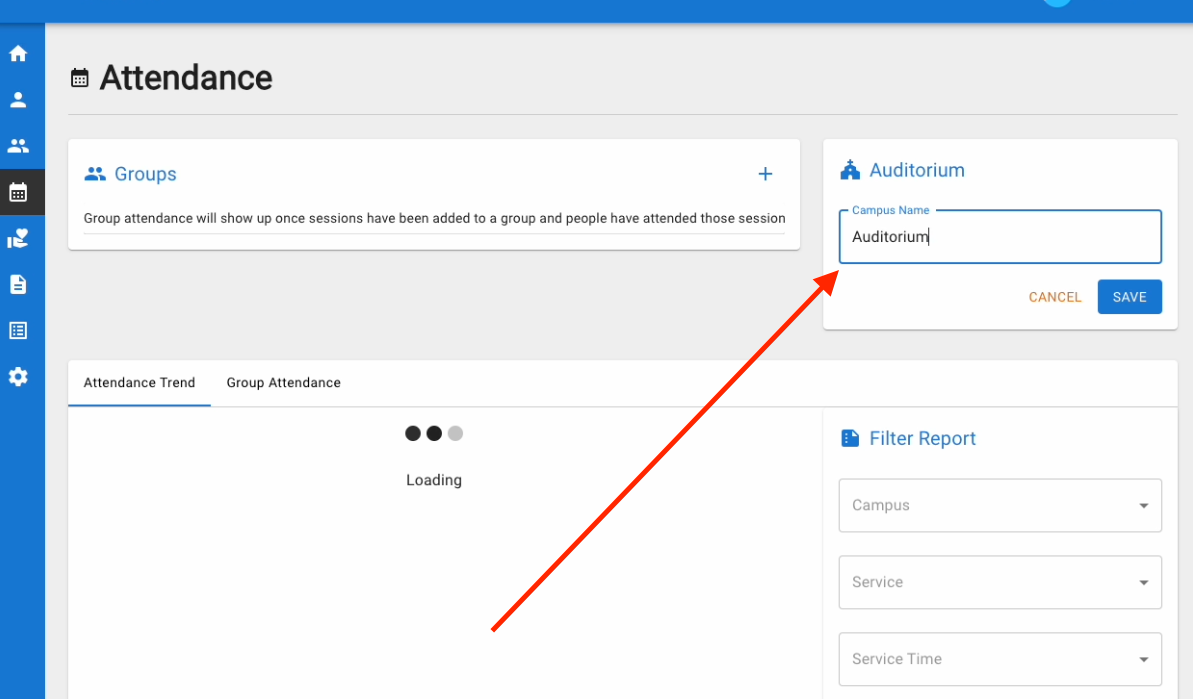 Attendance
Groups
+
Group attendance will show up once sessions have been added to a group and people have attended those session
Auditorium
Campus Name
Auditorium
CANCEL
SAVE
Attendance Trend
Group Attendance
Loading
Filter Report
Campus
Service
Service Time